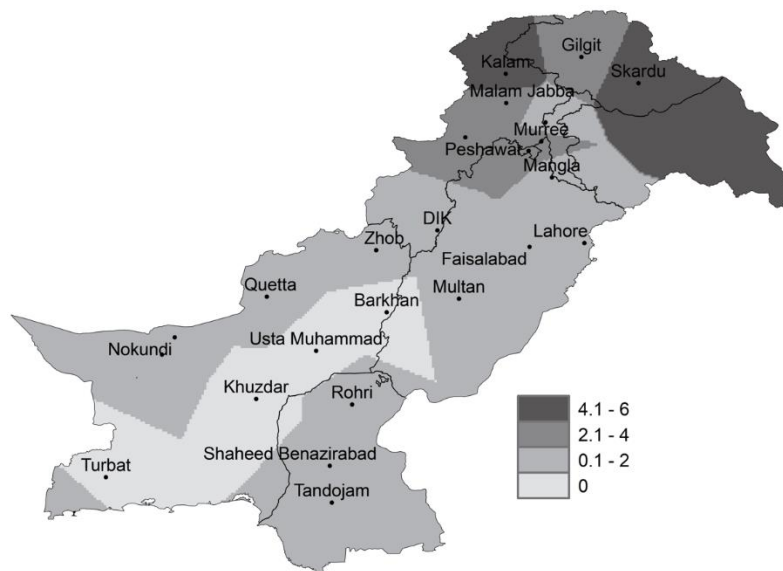 Gilgit
Kalam
Skardu
Malam Jabba
Murree
Peshawar
Mangla
DIK
Lahore
Zhob
Faisalabad
Quetta
Multan
Barkhan
Usta Muhammad
Nokundi
Khuzdar
Rohri
4.1 - 6
2.1 - 4
0.1 - 2
0
Shaheed Benazirabad
Turbat
Tandojam